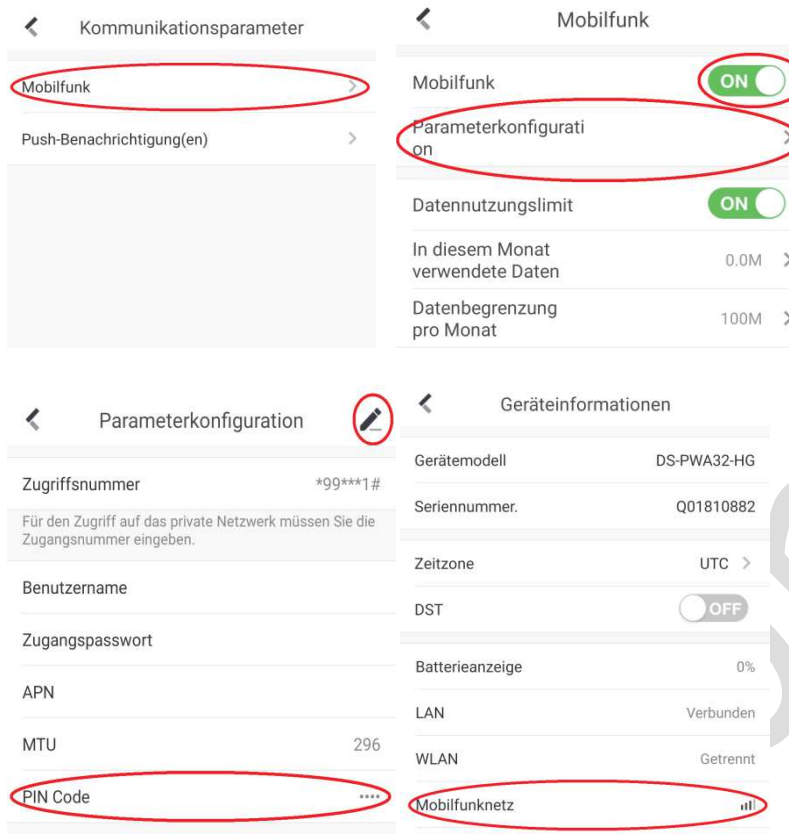 Kommunikationsparameter
Mobilfunk
Push-Benachrichtigung(en)
Mobilfunk
Mobilfunk ON
Parameterkonfigurati
on
Datennutzungslimit ON
In diesem Monat
verwendete Daten 0.0M
Datenbegrenzung
pro Monat 100M
Parameterkonfiguration
Zugriffsnummer *99***1#
Für den Zugriff auf das private Netzwerk müssen Sie die
Zugangsnummer eingeben.
Benutzername
Zugangspasswort
APN
MTU 296
PIN Code ····
Geräteinformationen
Gerätemodell DS-PWA32-HG
Seriennummer. Q01810882
Zeitzone UTC
DST OFF
Batterieanzeige 0%
LAN Verbunden
WLAN Getrennt
Mobilfunknetz